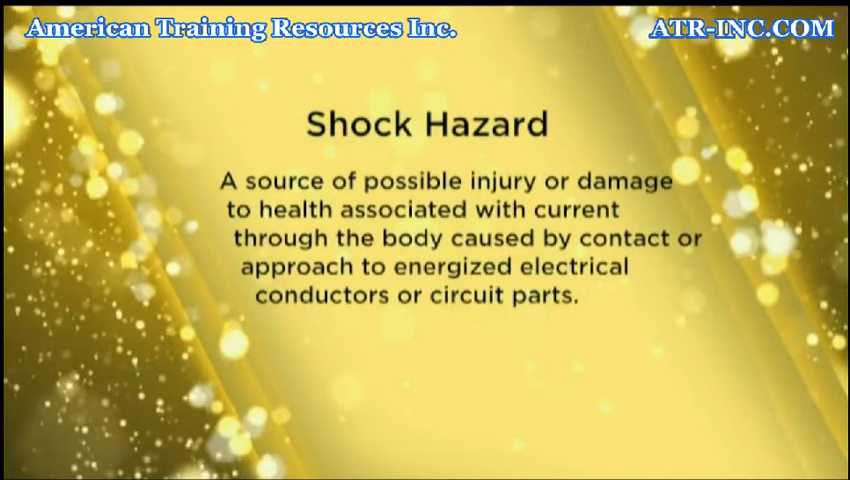 American Training Resources Inc. ATR-INC.COM
Shock Hazard
A source of possible injury or damage
to health associated with current
through the body caused by contact or
approach to energized electrical
conductors or circuit parts.